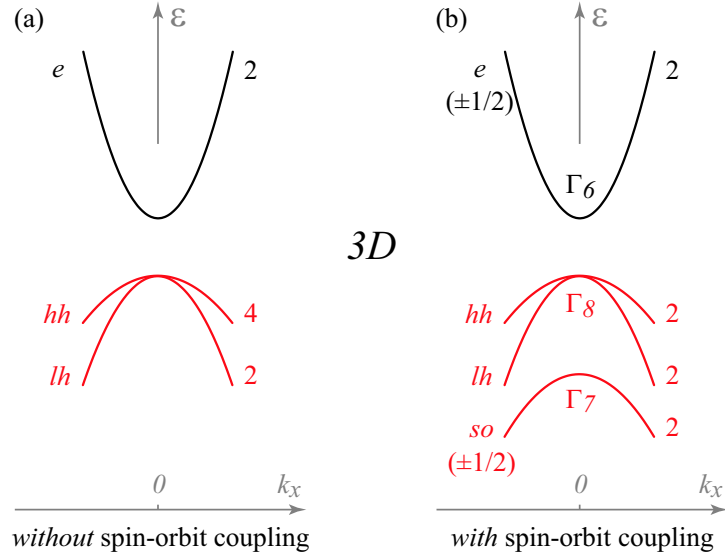 (a)
ε
e
2
hh
4
lh
2
0
kx
without spin-orbit coupling
3D
(b)
ε
e
(±1/2)
2
Γ6
hh
Γ8
2
lh
2
Γ7
so
(±1/2)
2
0
kx
with spin-orbit coupling